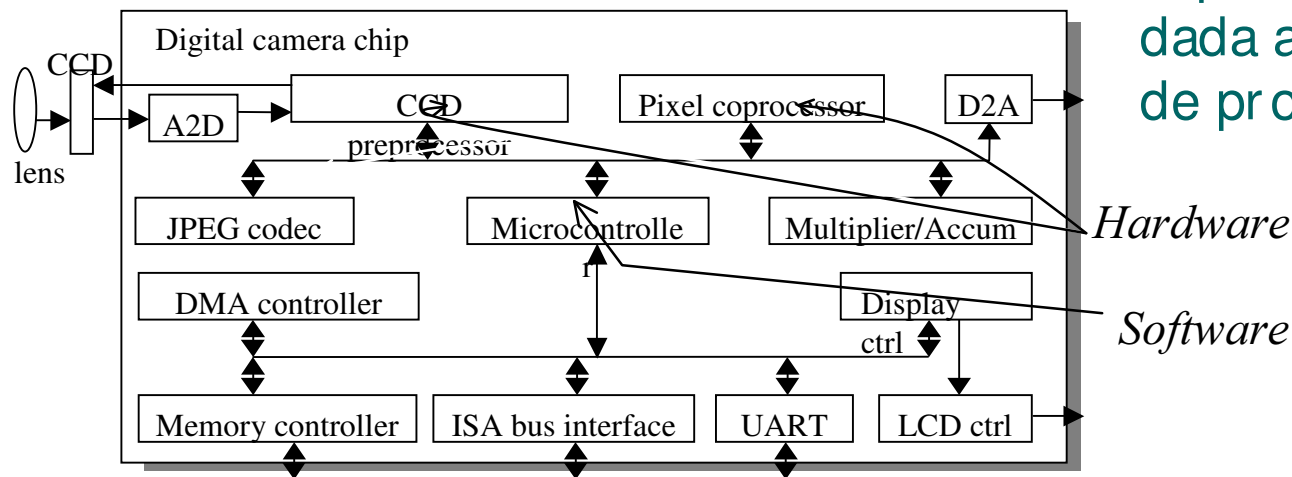 dada a
de pro
Digital camera chip
CCD
lens
A2D
CCD
preprocessor
Pixel coprocessor
D2A
JPEG codec
Microcontrolle
r
Multiplier/Accum
Hardware
DMA controller
Display
ctrl
Software
Memory controller
ISA bus interface
UART
LCD ctrl